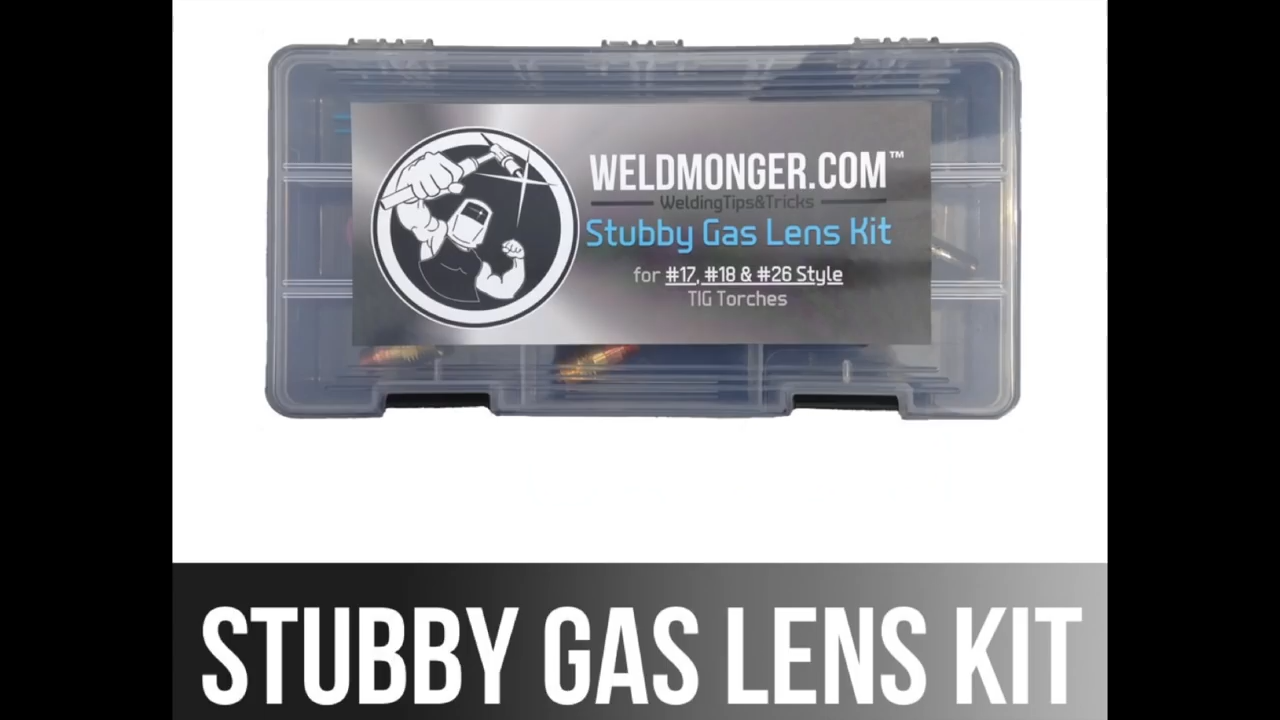 WELDMONGER.COM™
WeldingTips&Tricks
Stubby Gas Lens Kit
for #17, #18 & #26 Style
TIG Torches
STUBBY GAS LENS KIT